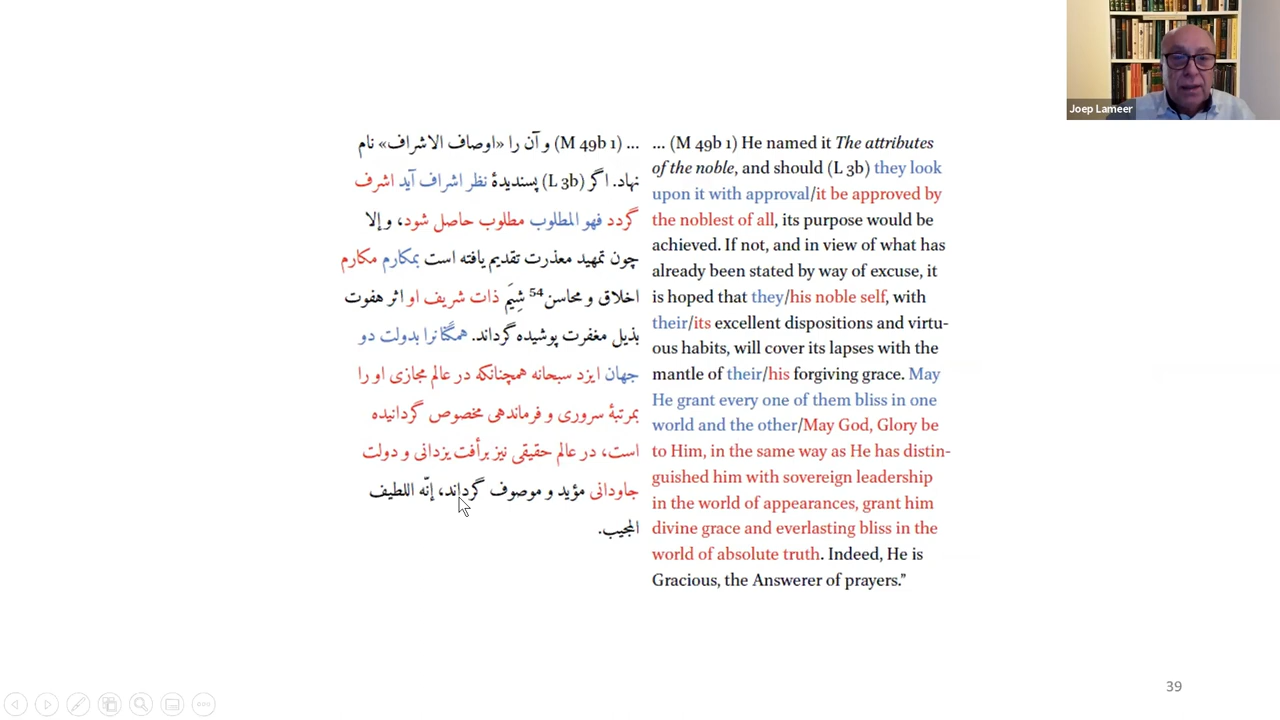 Joep Lameer
... (M 49b 1) و آن را «اوصاف الاشراف» نام
نهاد. اگر (L 3b) پسندیدهٔ نظر اشراف آید اشرف
گردد فهو المطلوب مطلوب حاصل شود، و إلا
چون تمهید معذرت تقدیم یافته است بمکارم مکارم
اخلاق و محاسن⁵⁴ شِیَم ذات شریف او اثر هفوت
بذیل مغفرت پوشیده گرداند. همگنانرا بدولت دو
جهان ایزد سبحانه همچنانکه در عالم مجازی او را
بمرتبهٔ سروری و فرماندهی مخصوص گردانیده
است، در عالم حقیقی نیز برأفت یزدانی و دولت
جاودانی مؤید و موصوف گرداند، إنّه اللطیف
المجیب.
... (M 49b 1) He named it The attributes
of the noble, and should (L 3b) they look
upon it with approval/it be approved by
the noblest of all, its purpose would be
achieved. If not, and in view of what has
already been stated by way of excuse, it
is hoped that they/his noble self, with
their/its excellent dispositions and virtu-
ous habits, will cover its lapses with the
mantle of their/his forgiving grace. May
He grant every one of them bliss in one
world and the other/May God, Glory be
to Him, in the same way as He has distin-
guished him with sovereign leadership
in the world of appearances, grant him
divine grace and everlasting bliss in the
world of absolute truth. Indeed, He is
Gracious, the Answerer of prayers.”
39